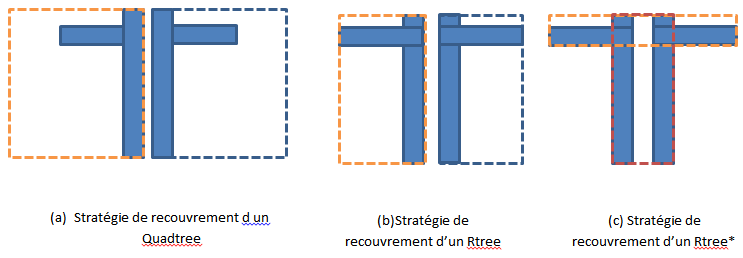 (a) Stratégie de recouvrement d un
Quadtree
(b)Stratégie de
recouvrement d'un Rtree
(c) Stratégie de
recouvrement d'un Rtree*